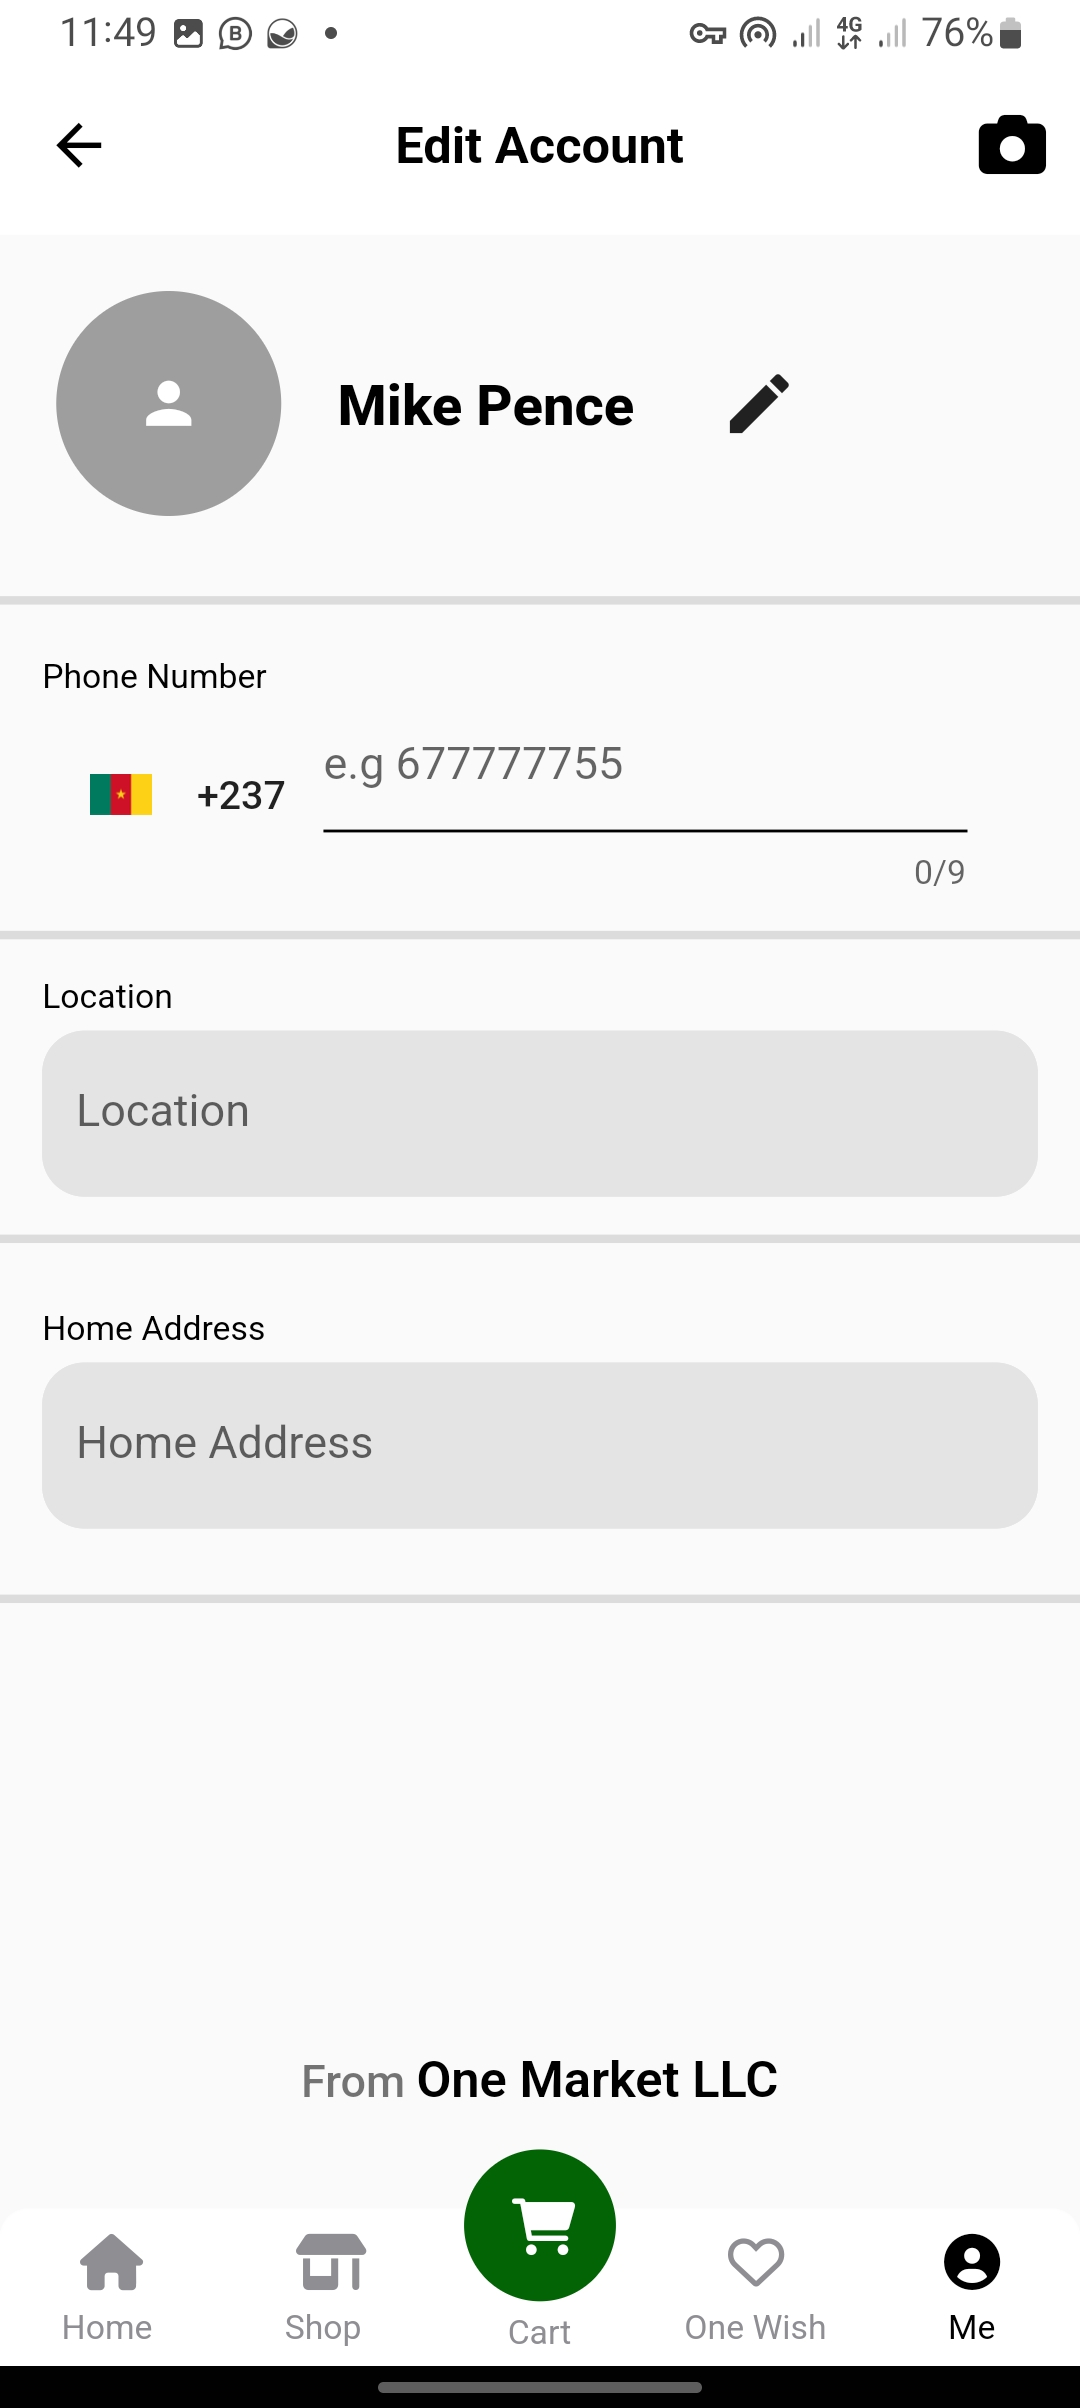 11:49 4G 76%
Edit Account
Mike Pence
Phone Number
e.g 677777755
+237
0/9
Location
Location
Home Address
Home Address
From One Market LLC
Home Shop Cart One Wish Me